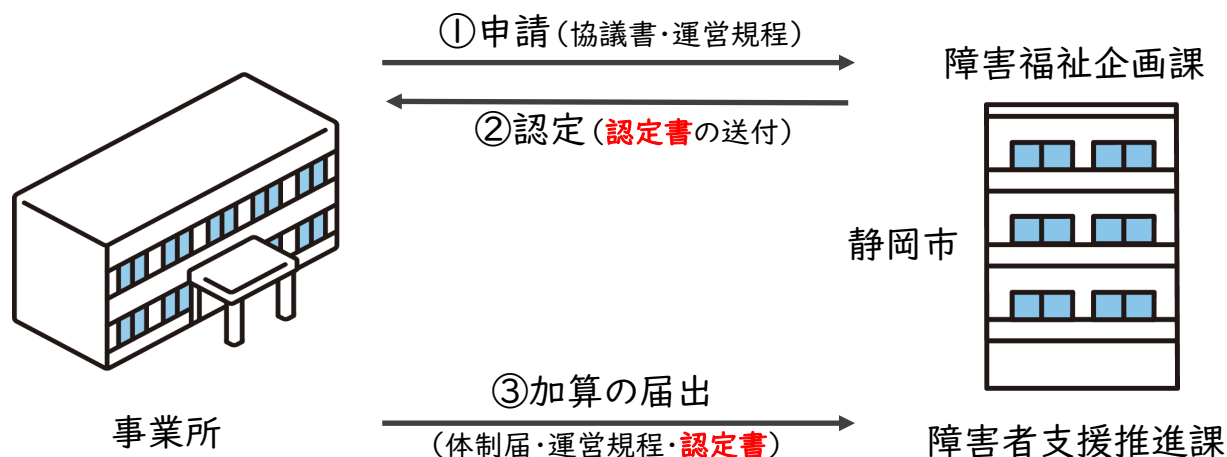 ①申請(協議書・運営規程)
障害福祉企画課
②認定(認定書の送付)
静岡市
③加算の届出
事業所
(体制届・運営規程・認定書)
障害者支援推進課